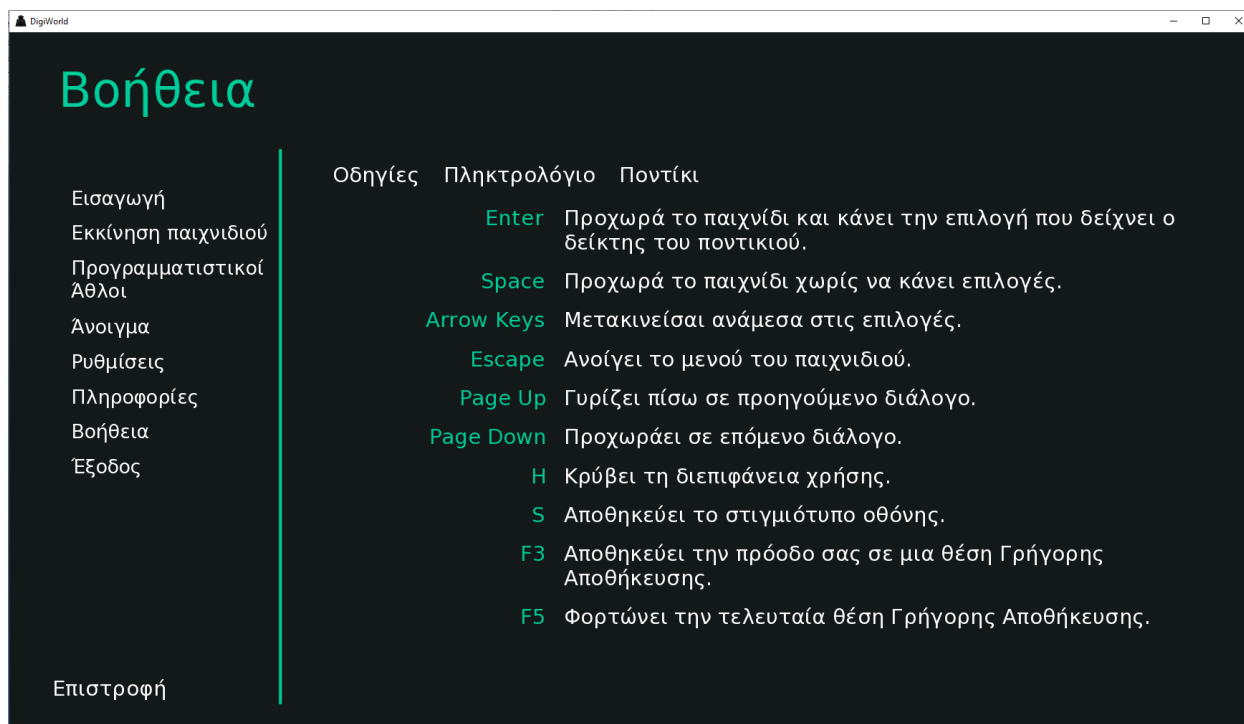 DigiWorld
Βοήθεια
Εισαγωγή
Εκκίνηση παιχνιδιού
Προγραμματιστικοί
Άθλοι
Άνοιγμα
Ρυθμίσεις
Πληροφορίες
Βοήθεια
Έξοδος
Επιστροφή
Οδηγίες Πληκτρολόγιο Ποντίκι
Enter Προχωρά το παιχνίδι και κάνει την επιλογή που δείχνει ο
δείκτης του ποντικιού.
Space Προχωρά το παιχνίδι χωρίς να κάνει επιλογές.
Arrow Keys Μετακινείσαι ανάμεσα στις επιλογές.
Escape Ανοίγει το μενού του παιχνιδιού.
Page Up Γυρίζει πίσω σε προηγούμενο διάλογο.
Page Down Προχωράει σε επόμενο διάλογο.
H Κρύβει τη διεπιφάνεια χρήσης.
S Αποθηκεύει το στιγμιότυπο οθόνης.
F3 Αποθηκεύει την πρόοδο σας σε μια θέση Γρήγορης
Αποθήκευσης.
F5 Φορτώνει την τελευταία θέση Γρήγορης Αποθήκευσης.